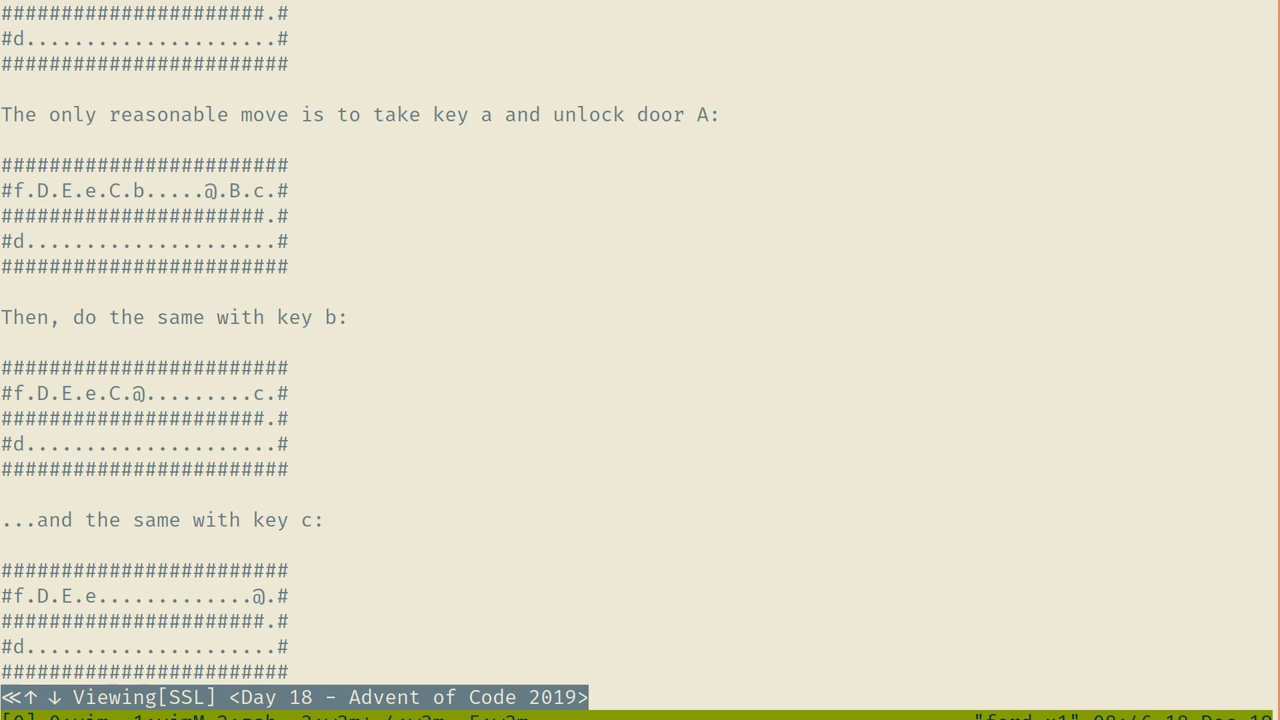 ######################.#
#d.....................#
########################
The only reasonable move is to take key a and unlock door A:
########################
#f.D.E.e.C.b.....@.B.c.#
######################.#
#d.....................#
########################
Then, do the same with key b:
########################
#f.D.E.e.C.@.........c.#
######################.#
#d.....................#
########################
...and the same with key c:
########################
#f.D.E.e.............@.#
######################.#
#d.....................#
########################
≪↑ ↓ Viewing[SSL] <Day 18 - Advent of Code 2019>